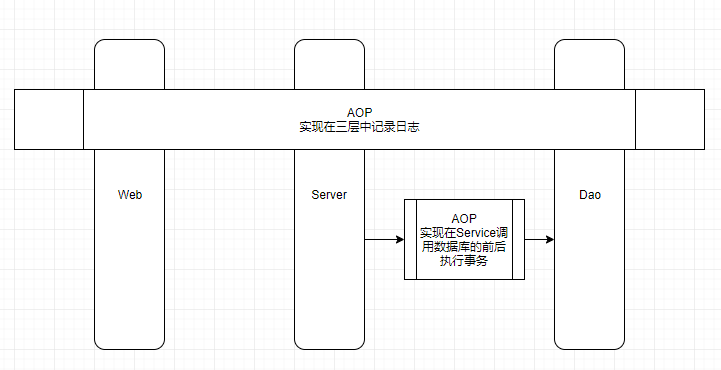 AOP
实现在三层中记录日志
Web
Server
Dao
AOP
实现在Service调
用数据库的前后
执行事务